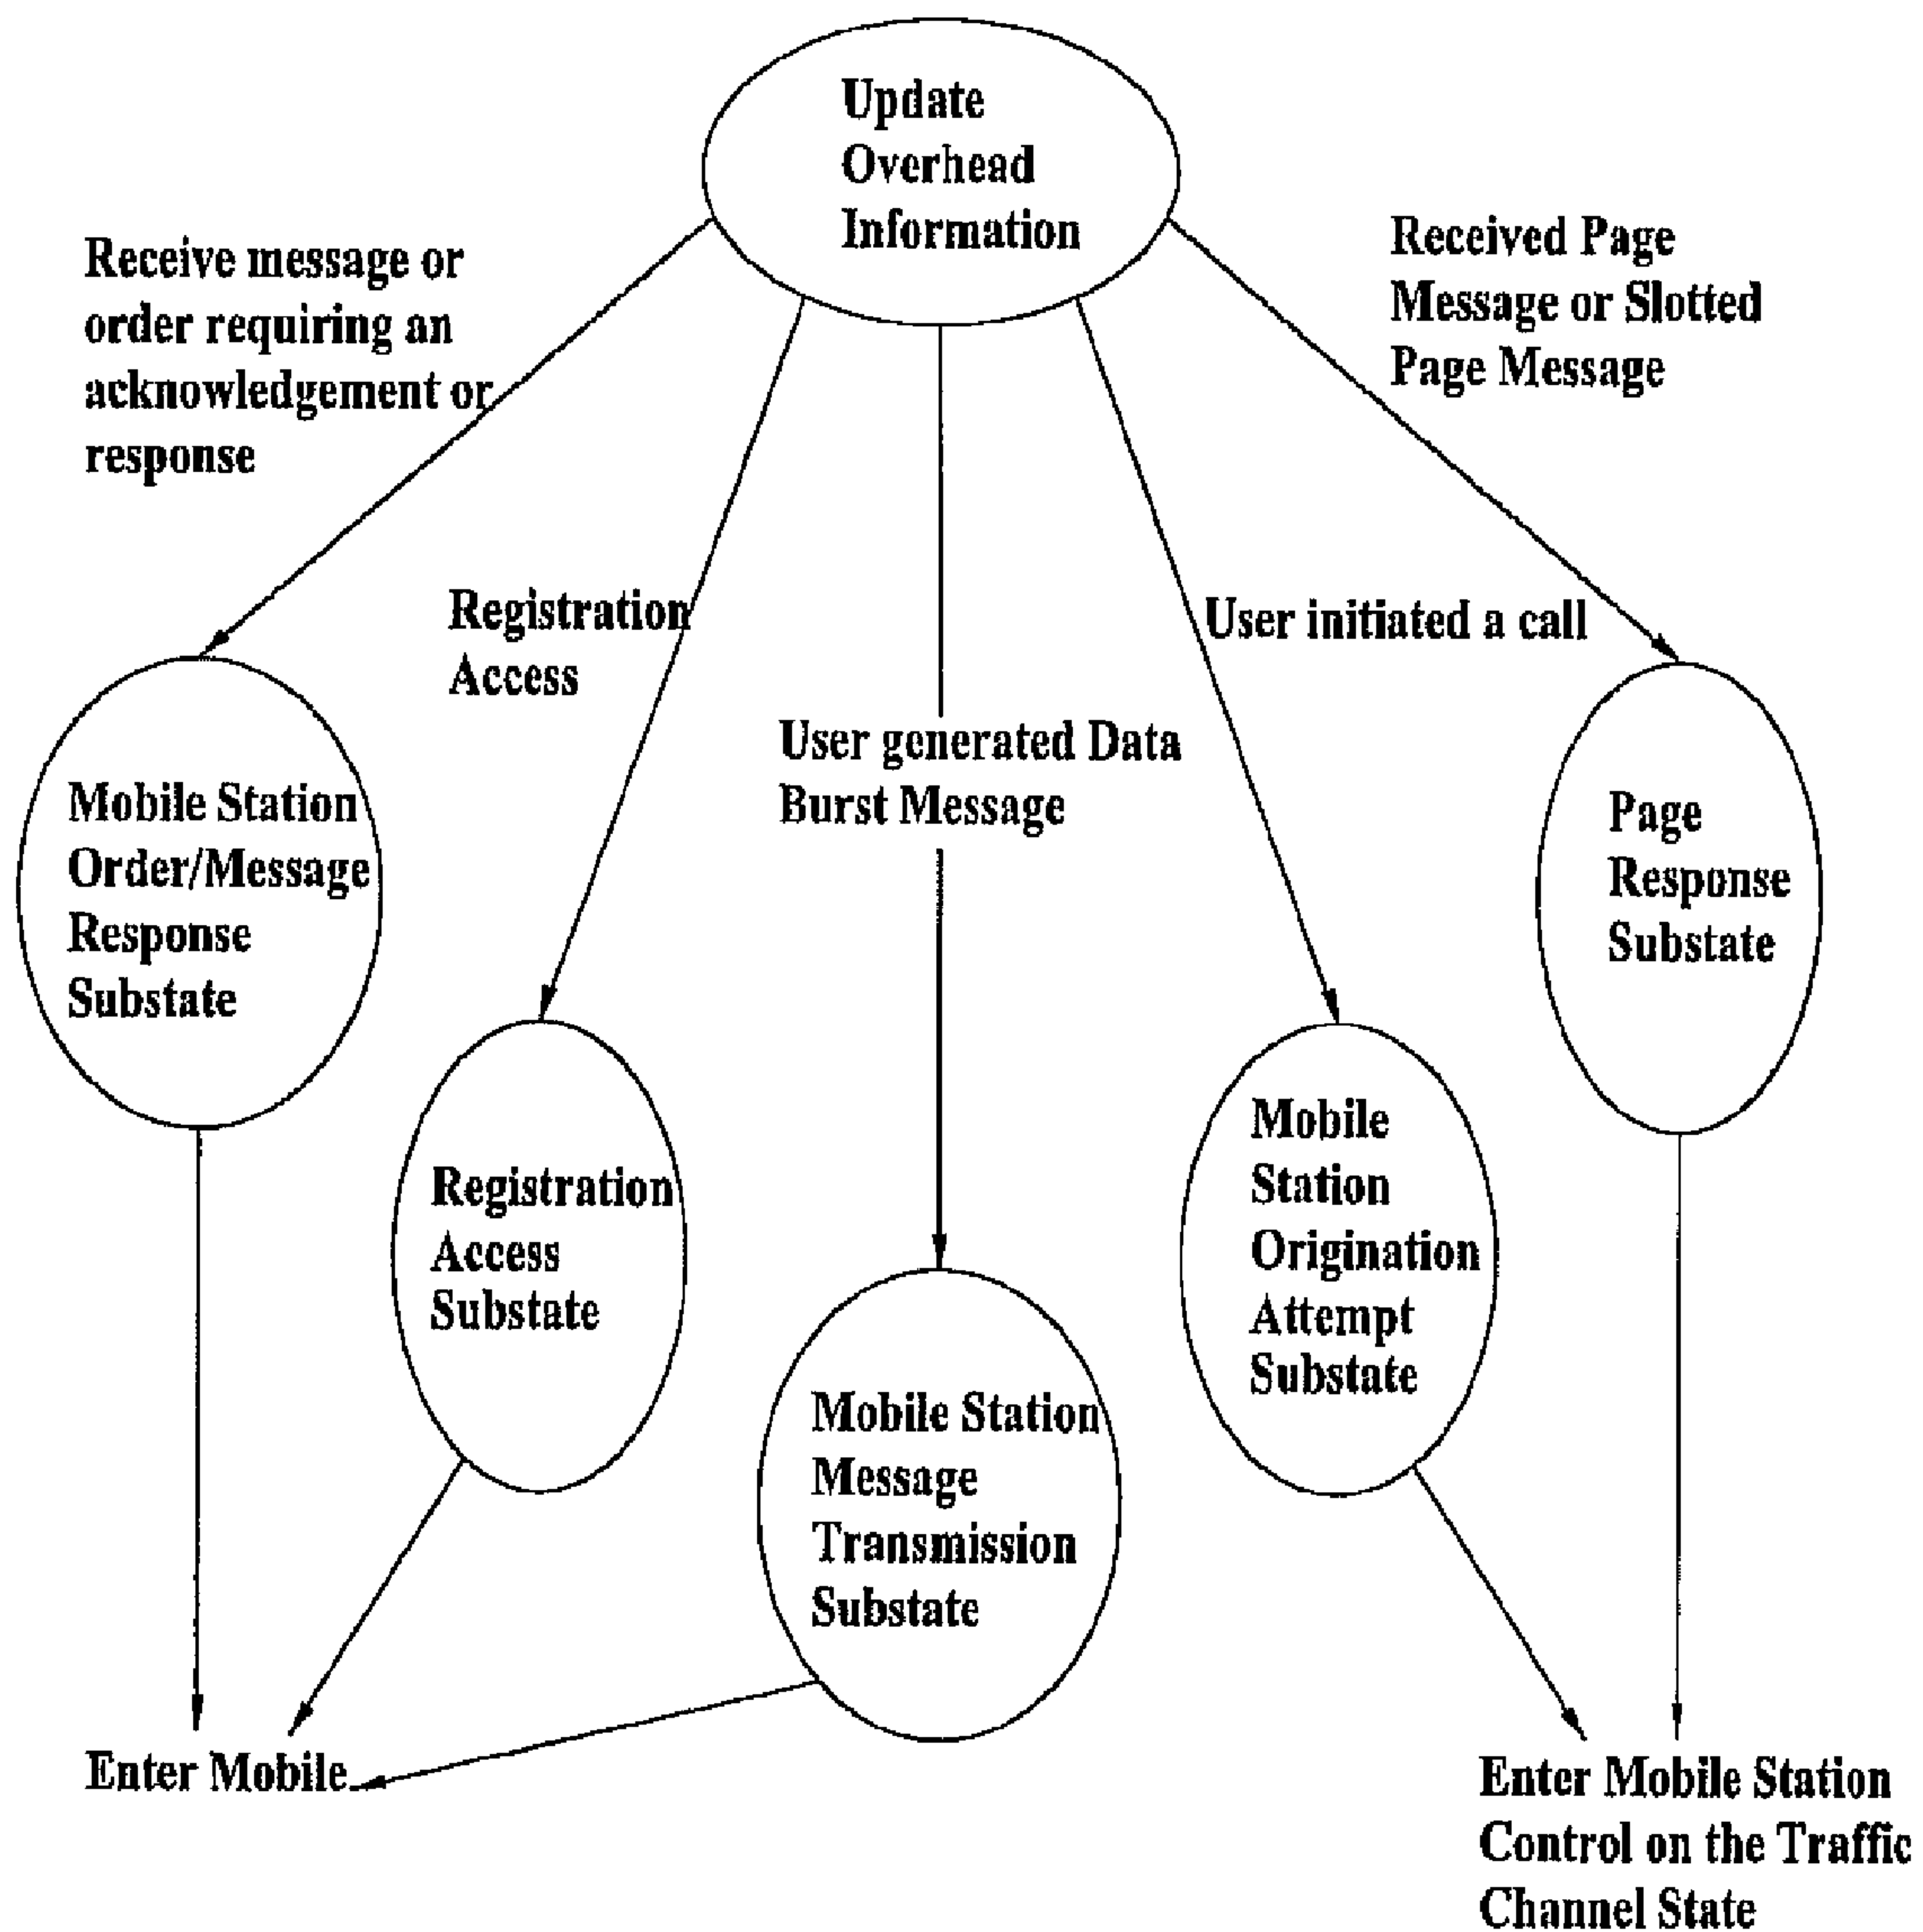 Update
Overhead
Information
Receive message or
order requiring an
acknowledgement or
response
Received Page
Message or Slotted
Page Message
Registration
Access
User initiated a call
User generated Data
Burst Message
Mobile Station
Order/Message
Response
Substate
Page
Response
Substate
Registration
Access
Substate
Mobile
Station
Origination
Attempt
Substate
Mobile Station
Message
Transmission
Substate
Enter Mobile
Enter Mobile Station
Control on the Traffic
Channel State